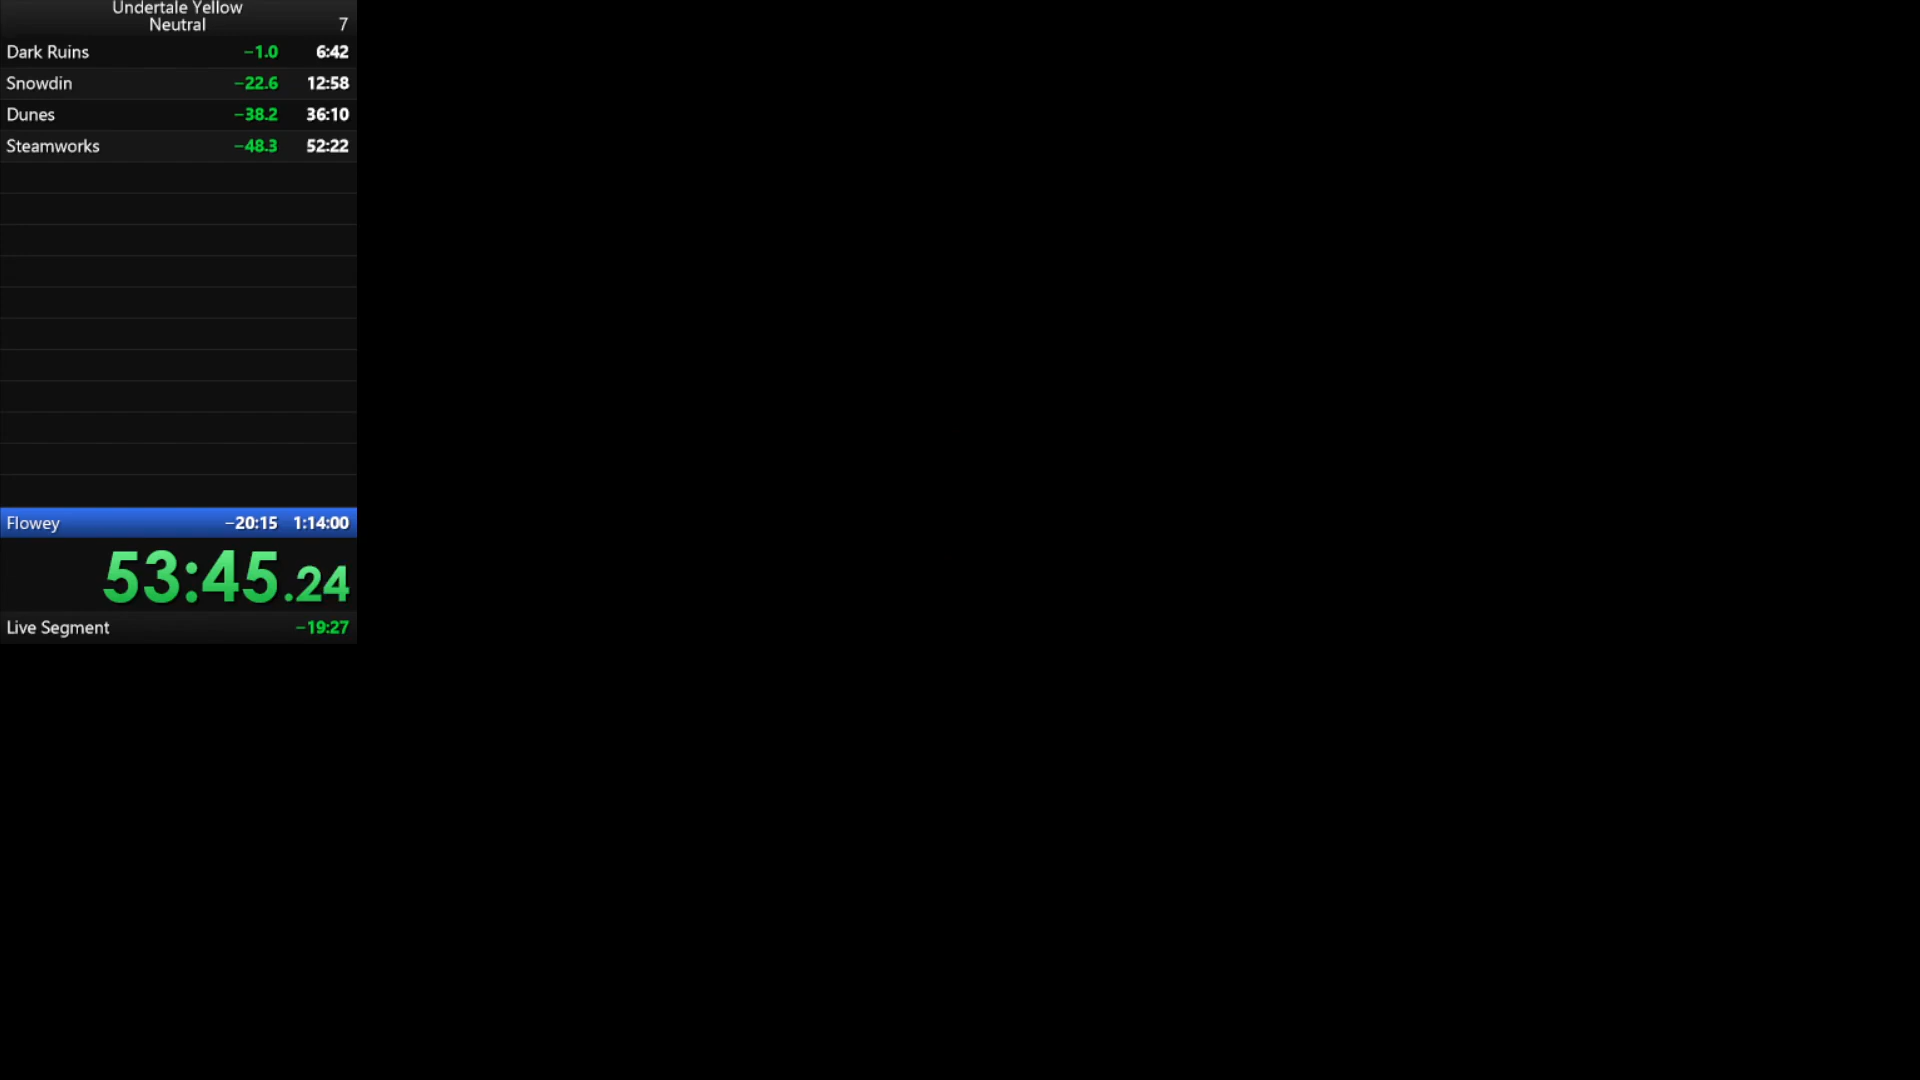 Undertale Yellow
Neutral 7
Dark Ruins −1.0 6:42
Snowdin −22.6 12:58
Dunes −38.2 36:10
Steamworks −48.3 52:22
Flowey −20:15 1:14:00
53:45.24
Live Segment −19:27